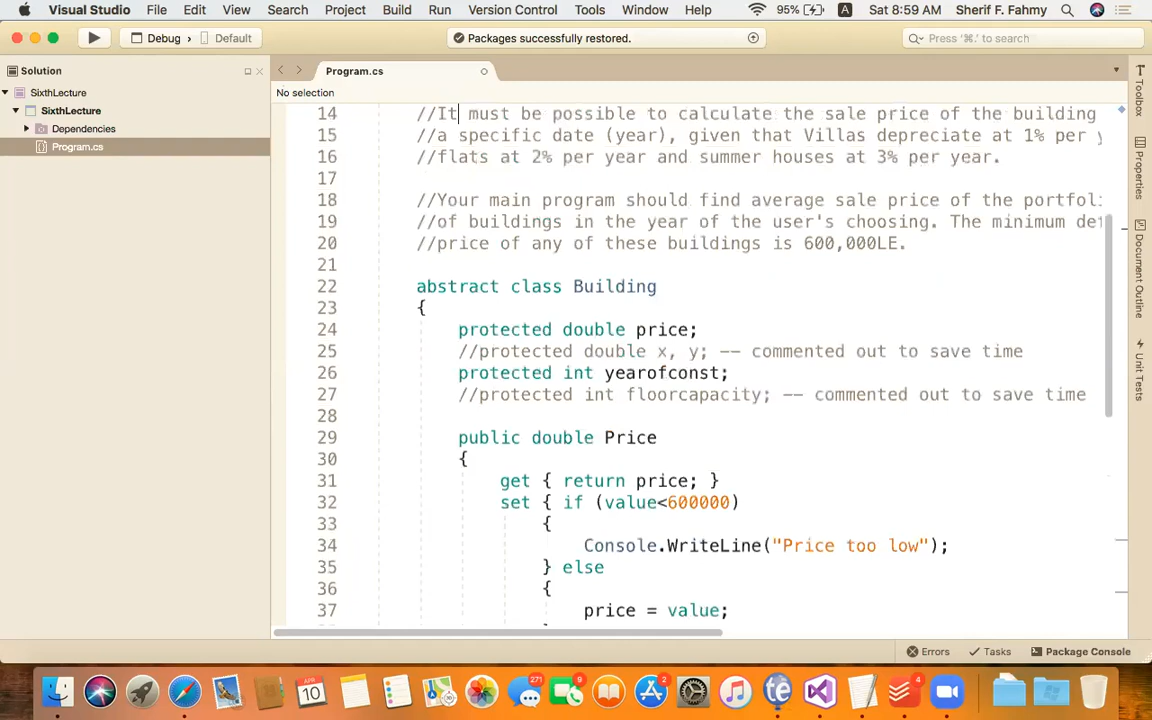 Visual Studio File Edit View Search Project Build Run Version Control Tools Window Help 95% A Sat 8:59 AM Sherif F. Fahmy
Debug › Default Packages successfully restored. Press '⌘.' to search
Solution
SixthLecture
SixthLecture
Dependencies
Program.cs
Program.cs
No selection
14 //It must be possible to calculate the sale price of the building
15 //a specific date (year), given that Villas depreciate at 1% per y
16 //flats at 2% per year and summer houses at 3% per year.
17
18 //Your main program should find average sale price of the portfoli
19 //of buildings in the year of the user's choosing. The minimum def
20 //price of any of these buildings is 600,000LE.
21
22 abstract class Building
23 {
24 protected double price;
25 //protected double x, y; -- commented out to save time
26 protected int yearofconst;
27 //protected int floorcapacity; -- commented out to save time
28
29 public double Price
30 {
31 get { return price; }
32 set { if (value<600000)
33 {
34 Console.WriteLine("Price too low");
35 } else
36 {
37 price = value;
Toolbox
Properties
Document Outline
Unit Tests
Errors Tasks Package Console
APR
10
271
9
2
4